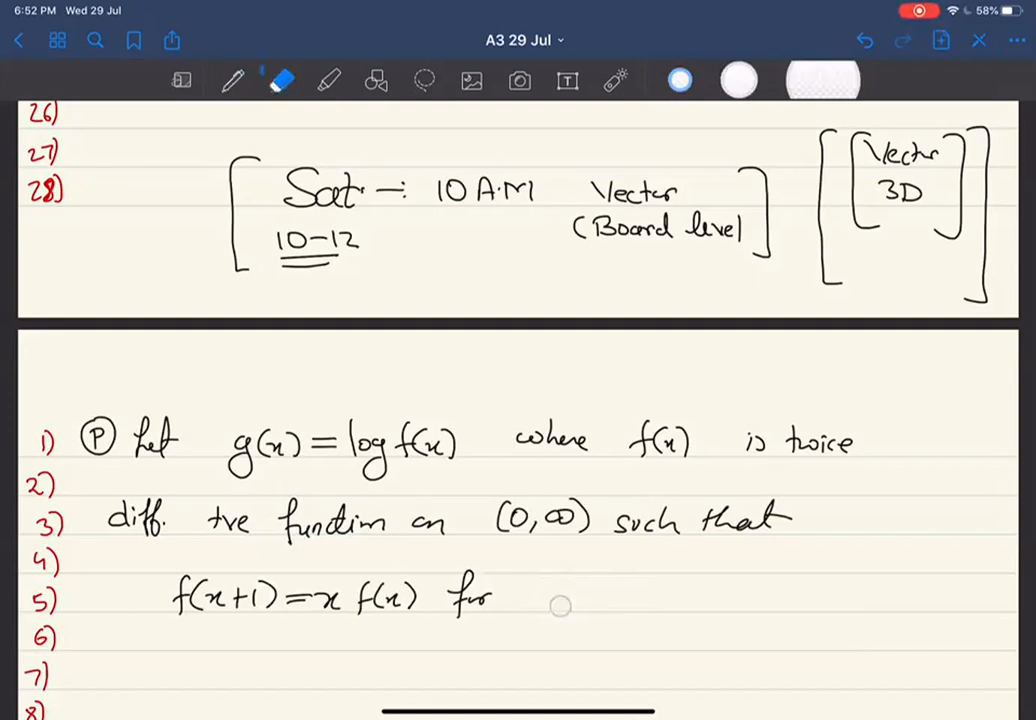 6:52 PM Wed 29 Jul
58%
A3 29 Jul
26)
27)
28)
Sat - : 10 A.M Vector
10-12 (Board level)
Vector
3D
1) P Let g(x) = log f(x) where f(x) is twice
2)
3) diff. +ve function on (0, ∞) such that
4)
5) f(x+1) = x f(x) for
6)
7)
8)